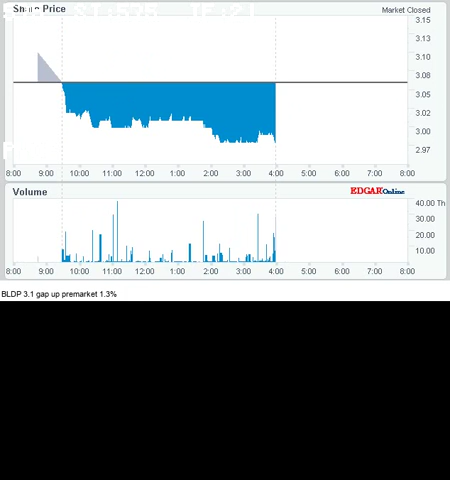 Share Price
Market Closed
3.15
3.13
3.10
3.08
3.05
3.02
3.00
2.97
8:00 9:00 10:00 11:00 12:00 1:00 2:00 3:00 4:00 5:00 6:00 7:00 8:00
Volume
EDGAR Online
40.00 Th
30.00
20.00
10.00
8:00 9:00 10:00 11:00 12:00 1:00 2:00 3:00 4:00 5:00 6:00 7:00 8:00
BLDP 3.1 gap up premarket 1.3%